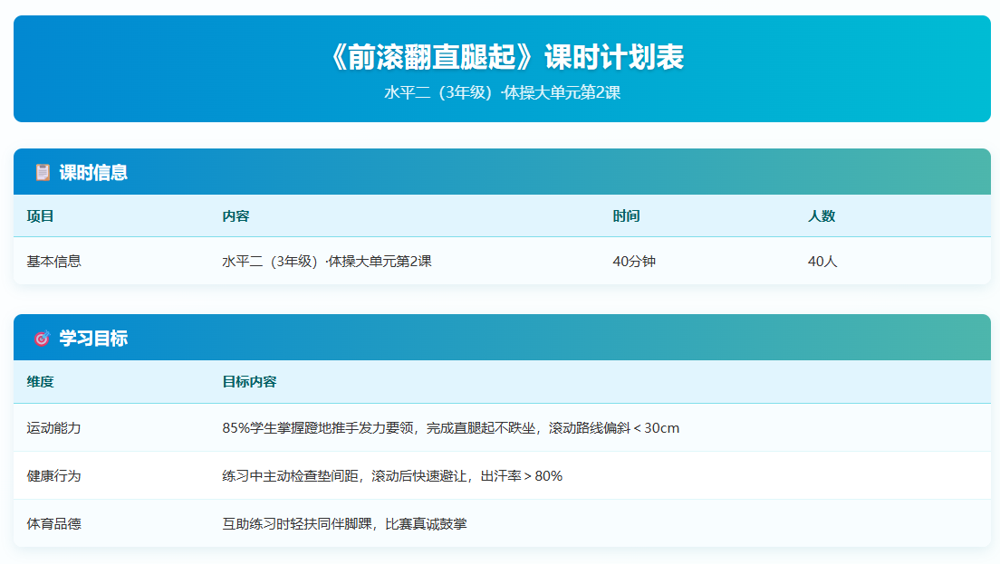 《前滚翻直腿起》课时计划表
水平二（3年级）·体操大单元第2课
课时信息
项目 内容 时间 人数
基本信息 水平二（3年级）·体操大单元第2课 40分钟 40人
学习目标
维度 目标内容
运动能力 85%学生掌握蹬地推手发力要领，完成直腿起不跌坐，滚动路线偏斜＜30cm
健康行为 练习中主动检查垫间距，滚动后快速避让，出汗率＞80%
体育品德 互助练习时轻扶同伴脚踝，比赛真诚鼓掌